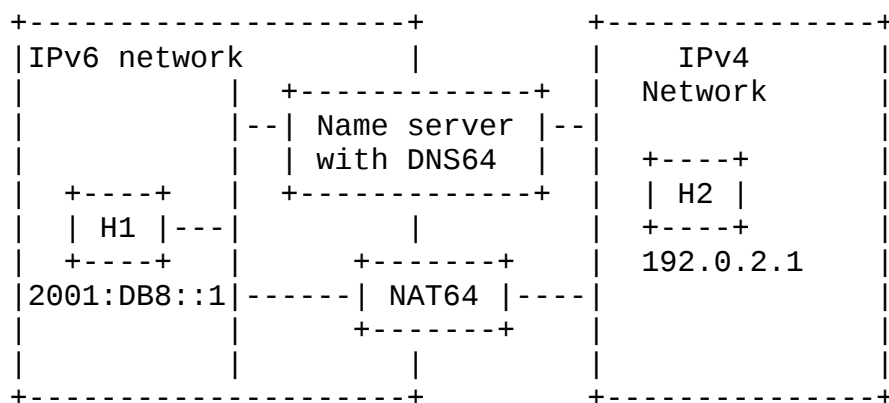 IPv6 network
IPv4
Network
Name server
with DNS64
H1
H2
192.0.2.1
2001:DB8::1
NAT64